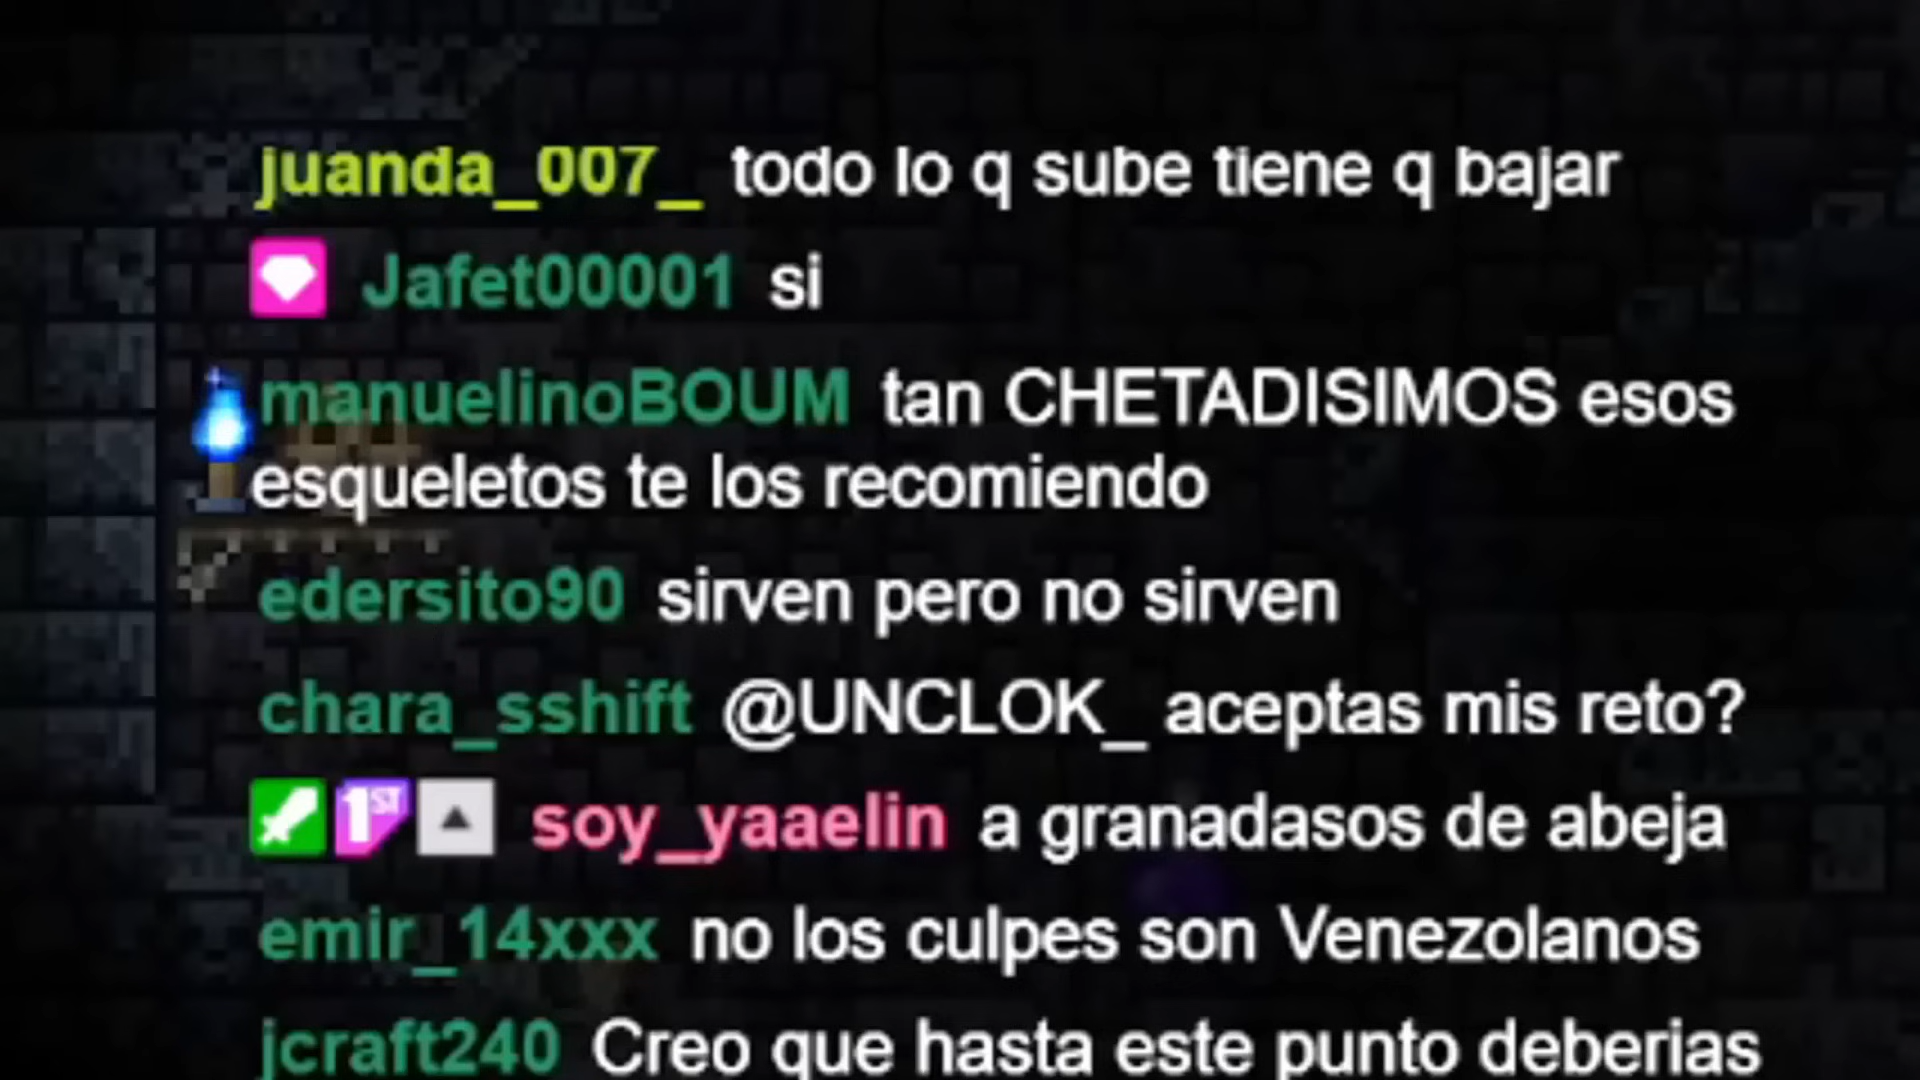 juanda_007_ todo lo q sube tiene q bajar
Jafet00001 si
manuelinoBOUM tan CHETADISIMOS esos
esqueletos te los recomiendo
edersito90 sirven pero no sirven
chara_sshift @UNCLOK_ aceptas mis reto?
1ST soy_yaaelin a granadasos de abeja
emir_14xxx no los culpes son Venezolanos
jcraft240 Creo que hasta este punto deberias